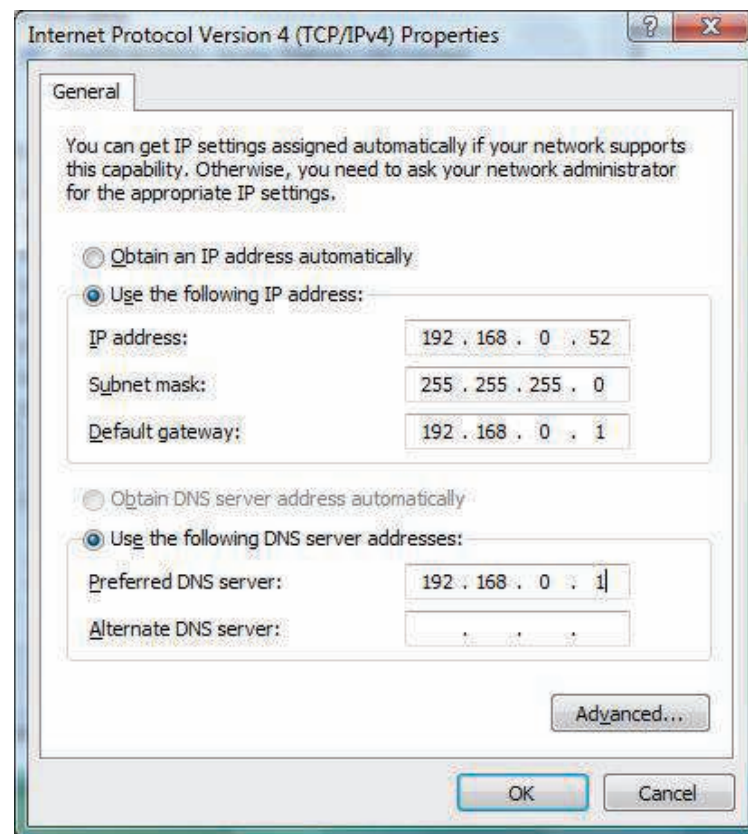 Internet Protocol Version 4 (TCP/IPv4) Properties
?
X
General
You can get IP settings assigned automatically if your network supports
this capability. Otherwise, you need to ask your network administrator
for the appropriate IP settings.
Obtain an IP address automatically
Use the following IP address:
IP address: 192 . 168 . 0 . 52
Subnet mask: 255 . 255 . 255 . 0
Default gateway: 192 . 168 . 0 . 1
Obtain DNS server address automatically
Use the following DNS server addresses:
Preferred DNS server: 192 . 168 . 0 . 1
Alternate DNS server: . . .
Advanced...
OK Cancel